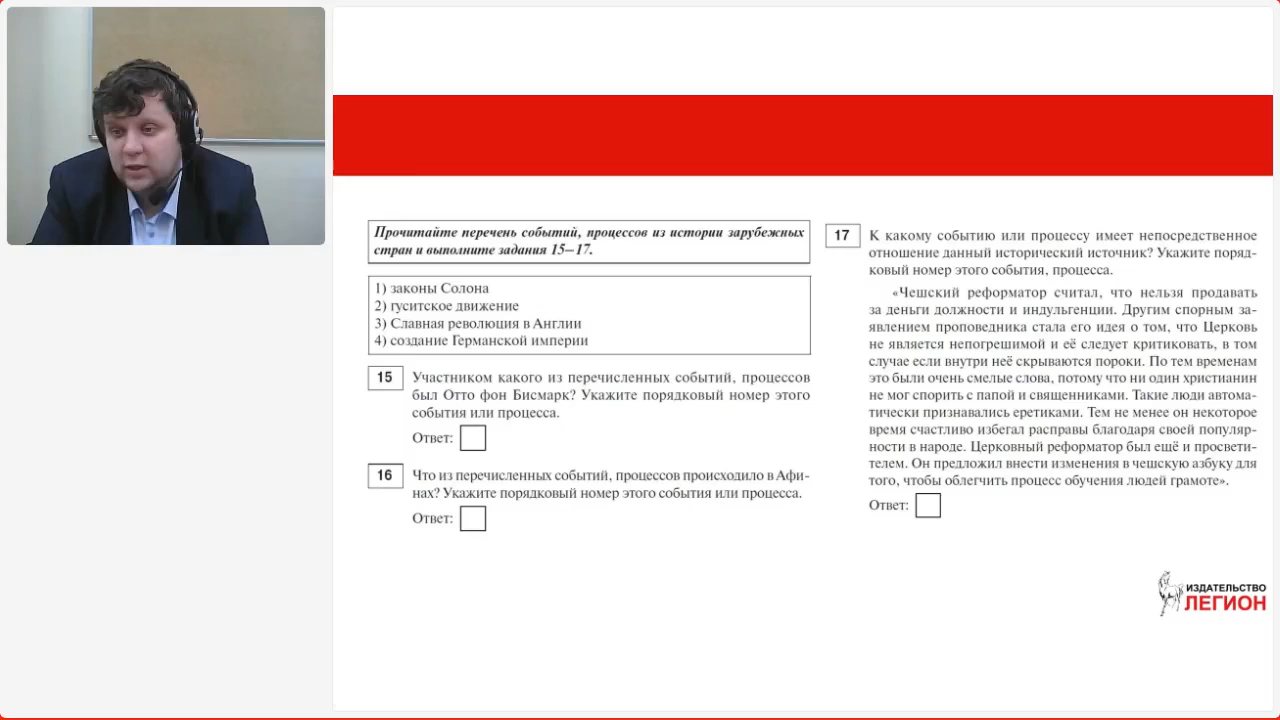 Прочитайте перечень событий, процессов из истории зарубежных
стран и выполните задания 15–17.
1) законы Солона
2) гуситское движение
3) Славная революция в Англии
4) создание Германской империи
15 Участником какого из перечисленных событий, процессов
был Отто фон Бисмарк? Укажите порядковый номер этого
события или процесса.
Ответ:
16 Что из перечисленных событий, процессов происходило в Афи-
нах? Укажите порядковый номер этого события или процесса.
Ответ:
17 К какому событию или процессу имеет непосредственное
отношение данный исторический источник? Укажите поряд-
ковый номер этого события, процесса.
«Чешский реформатор считал, что нельзя продавать
за деньги должности и индульгенции. Другим спорным за-
явлением проповедника стала его идея о том, что Церковь
не является непогрешимой и её следует критиковать, в том
случае если внутри неё скрываются пороки. По тем временам
это были очень смелые слова, потому что ни один христианин
не мог спорить с папой и священниками. Такие люди автома-
тически признавались еретиками. Тем не менее он некоторое
время счастливо избегал расправы благодаря своей популяр-
ности в народе. Церковный реформатор был ещё и просвети-
телем. Он предложил внести изменения в чешскую азбуку для
того, чтобы облегчить процесс обучения людей грамоте».
Ответ:
ИЗДАТЕЛЬСТВО
ЛЕГИОН